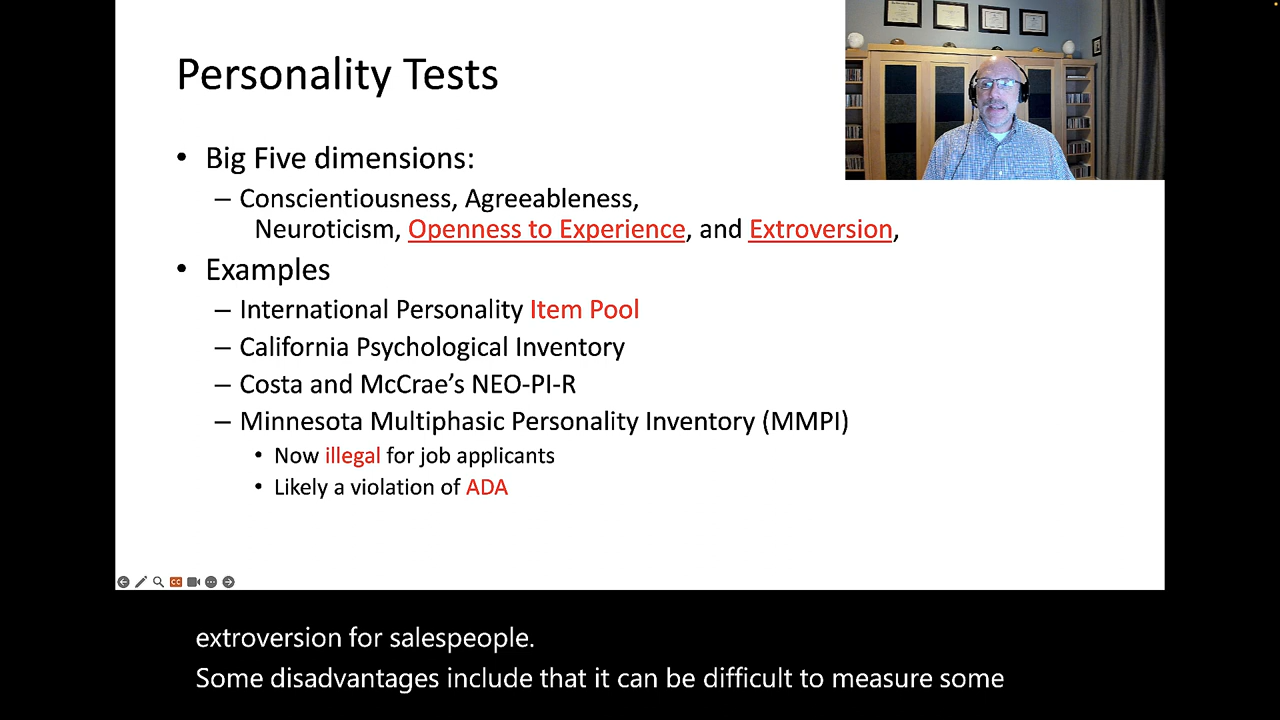 Personality Tests
• Big Five dimensions:
– Conscientiousness, Agreeableness,
Neuroticism, Openness to Experience, and Extroversion,
• Examples
– International Personality Item Pool
– California Psychological Inventory
– Costa and McCrae’s NEO-PI-R
– Minnesota Multiphasic Personality Inventory (MMPI)
• Now illegal for job applicants
• Likely a violation of ADA
CC
extroversion for salespeople.
Some disadvantages include that it can be difficult to measure some